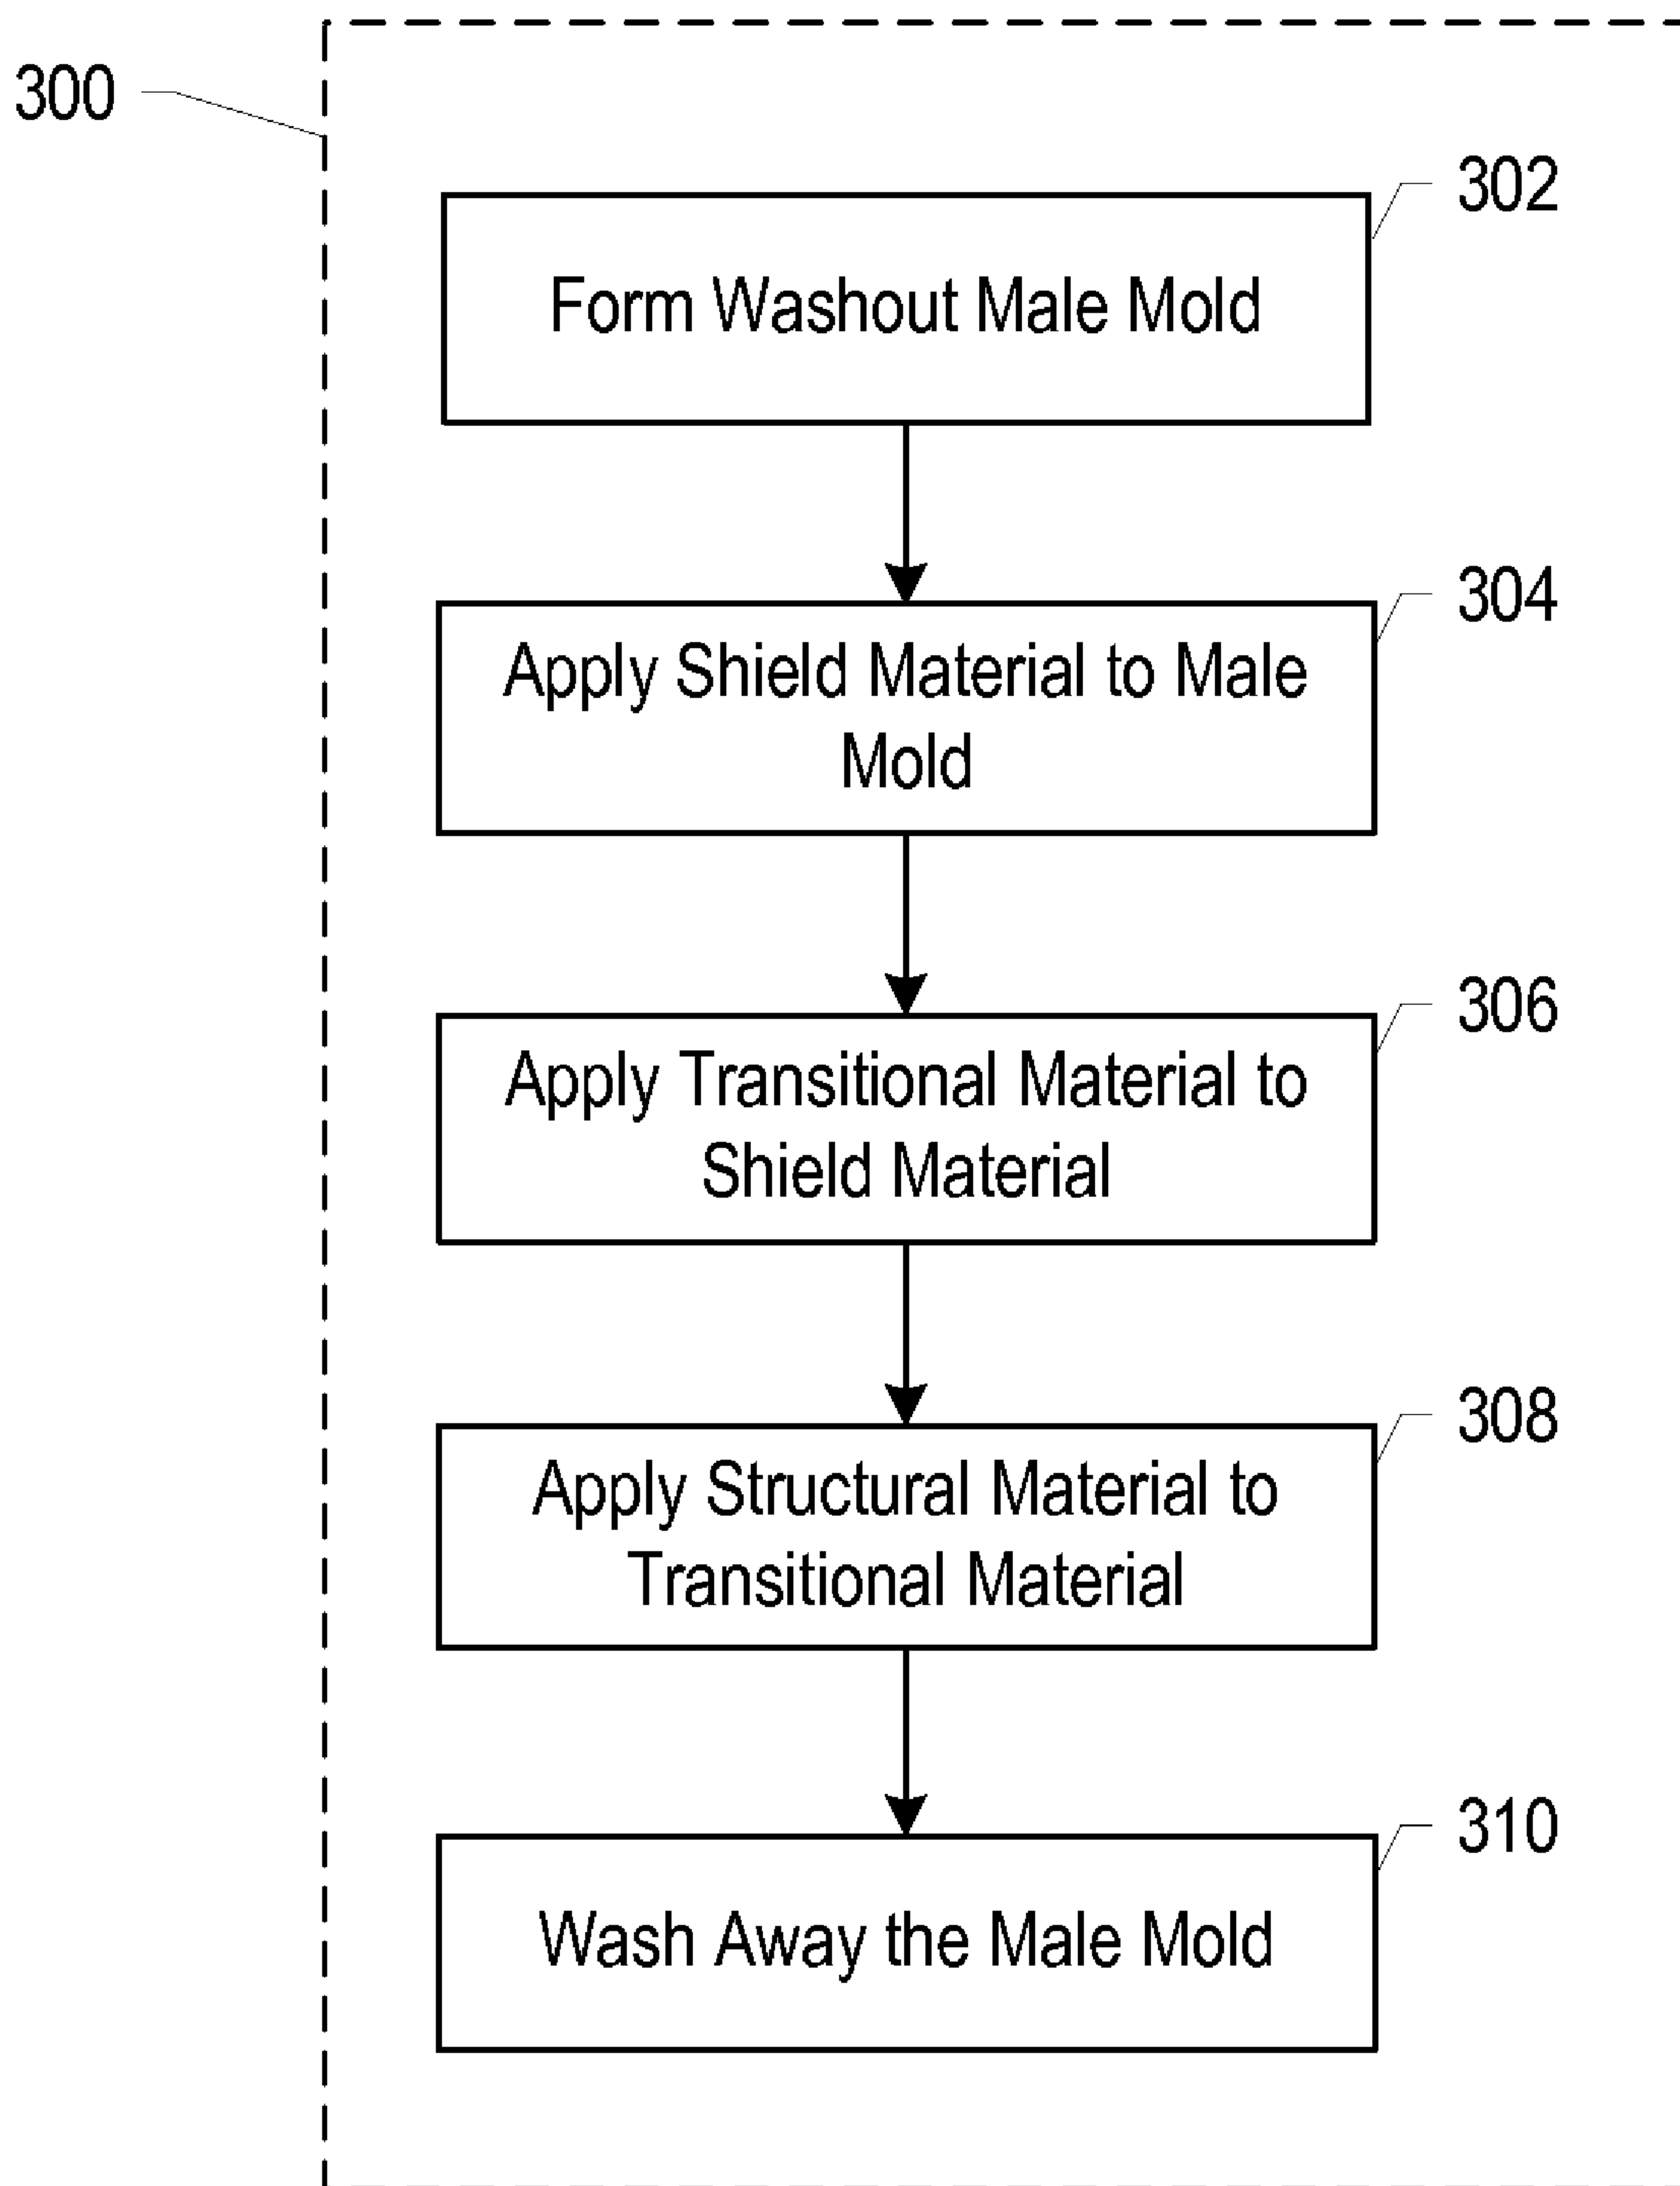 300
302
Form Washout Male Mold
304
Apply Shield Material to Male
Mold
306
Apply Transitional Material to
Shield Material
308
Apply Structural Material to
Transitional Material
310
Wash Away the Male Mold